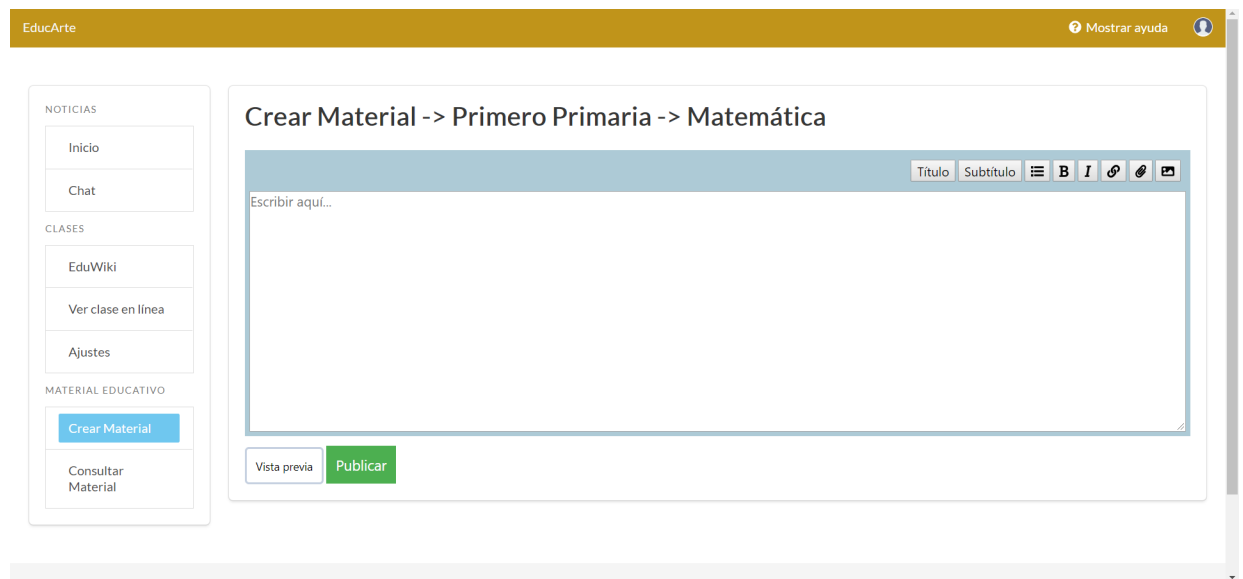 EducArte
Mostrar ayuda
NOTICIAS
Inicio
Chat
CLASES
EduWiki
Ver clase en línea
Ajustes
MATERIAL EDUCATIVO
Crear Material
Consultar
Material
Crear Material -> Primero Primaria -> Matemática
Título Subtítulo B I
Escribir aquí...
Vista previa Publicar